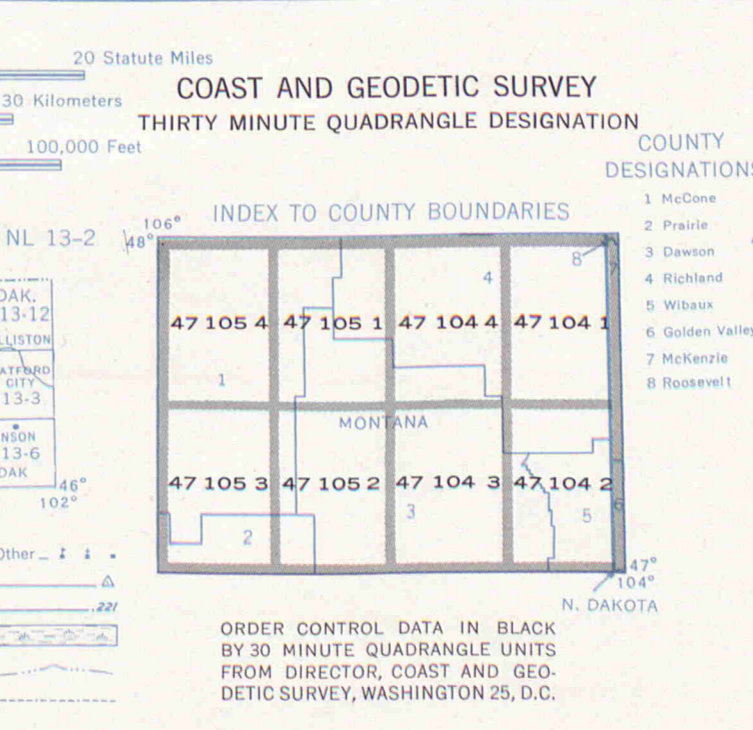 20 Statute Miles
30 Kilometers
100,000 Feet
COAST AND GEODETIC SURVEY
THIRTY MINUTE QUADRANGLE DESIGNATION
COUNTY
DESIGNATIONS
1 McCone
2 Prairie
3 Dawson
4 Richland
5 Wibaux
6 Golden Valley
7 McKenzie
8 Roosevelt
NL 13-2
INDEX TO COUNTY BOUNDARIES
106°
48°
8
7
4
47 105 4 47 105 1 47 104 4 47 104 1
1
MONTANA
47 105 3 47 105 2 47 104 3 47 104 2
2
3
5
6
47°
104°
N. DAKOTA
DAK.
13-12
LLISTON
ATFORD
CITY
13-3
NSON
13-6
DAK
46°
102°
Other
.221
ORDER CONTROL DATA IN BLACK
BY 30 MINUTE QUADRANGLE UNITS
FROM DIRECTOR, COAST AND GEO-
DETIC SURVEY, WASHINGTON 25, D.C.